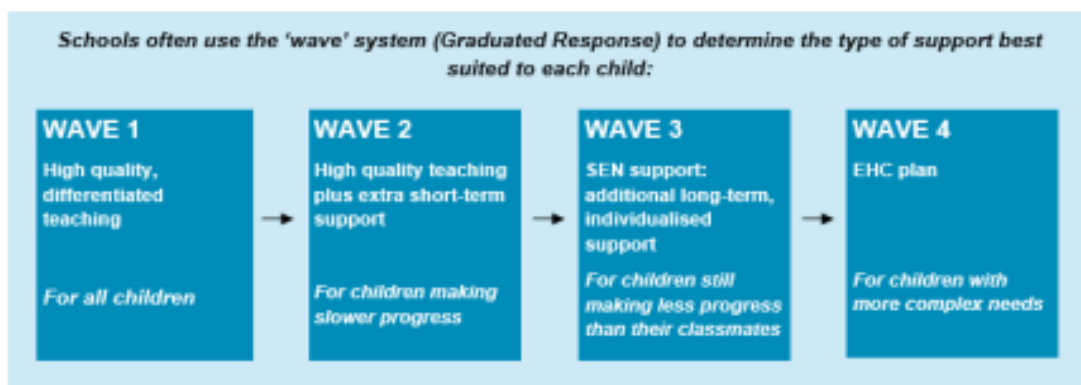 Schools often use the 'wave' system (Graduated Response) to determine the type of support best
suited to each child:
WAVE 1
High quality,
differentiated
teaching
For all children
WAVE 2
High quality teaching
plus extra short-term
support
For children making
slower progress
WAVE 3
SEN support:
additional long-term,
individualised
support
For children still
making less progress
than their classmates
WAVE 4
EHC plan
For children with
more complex needs